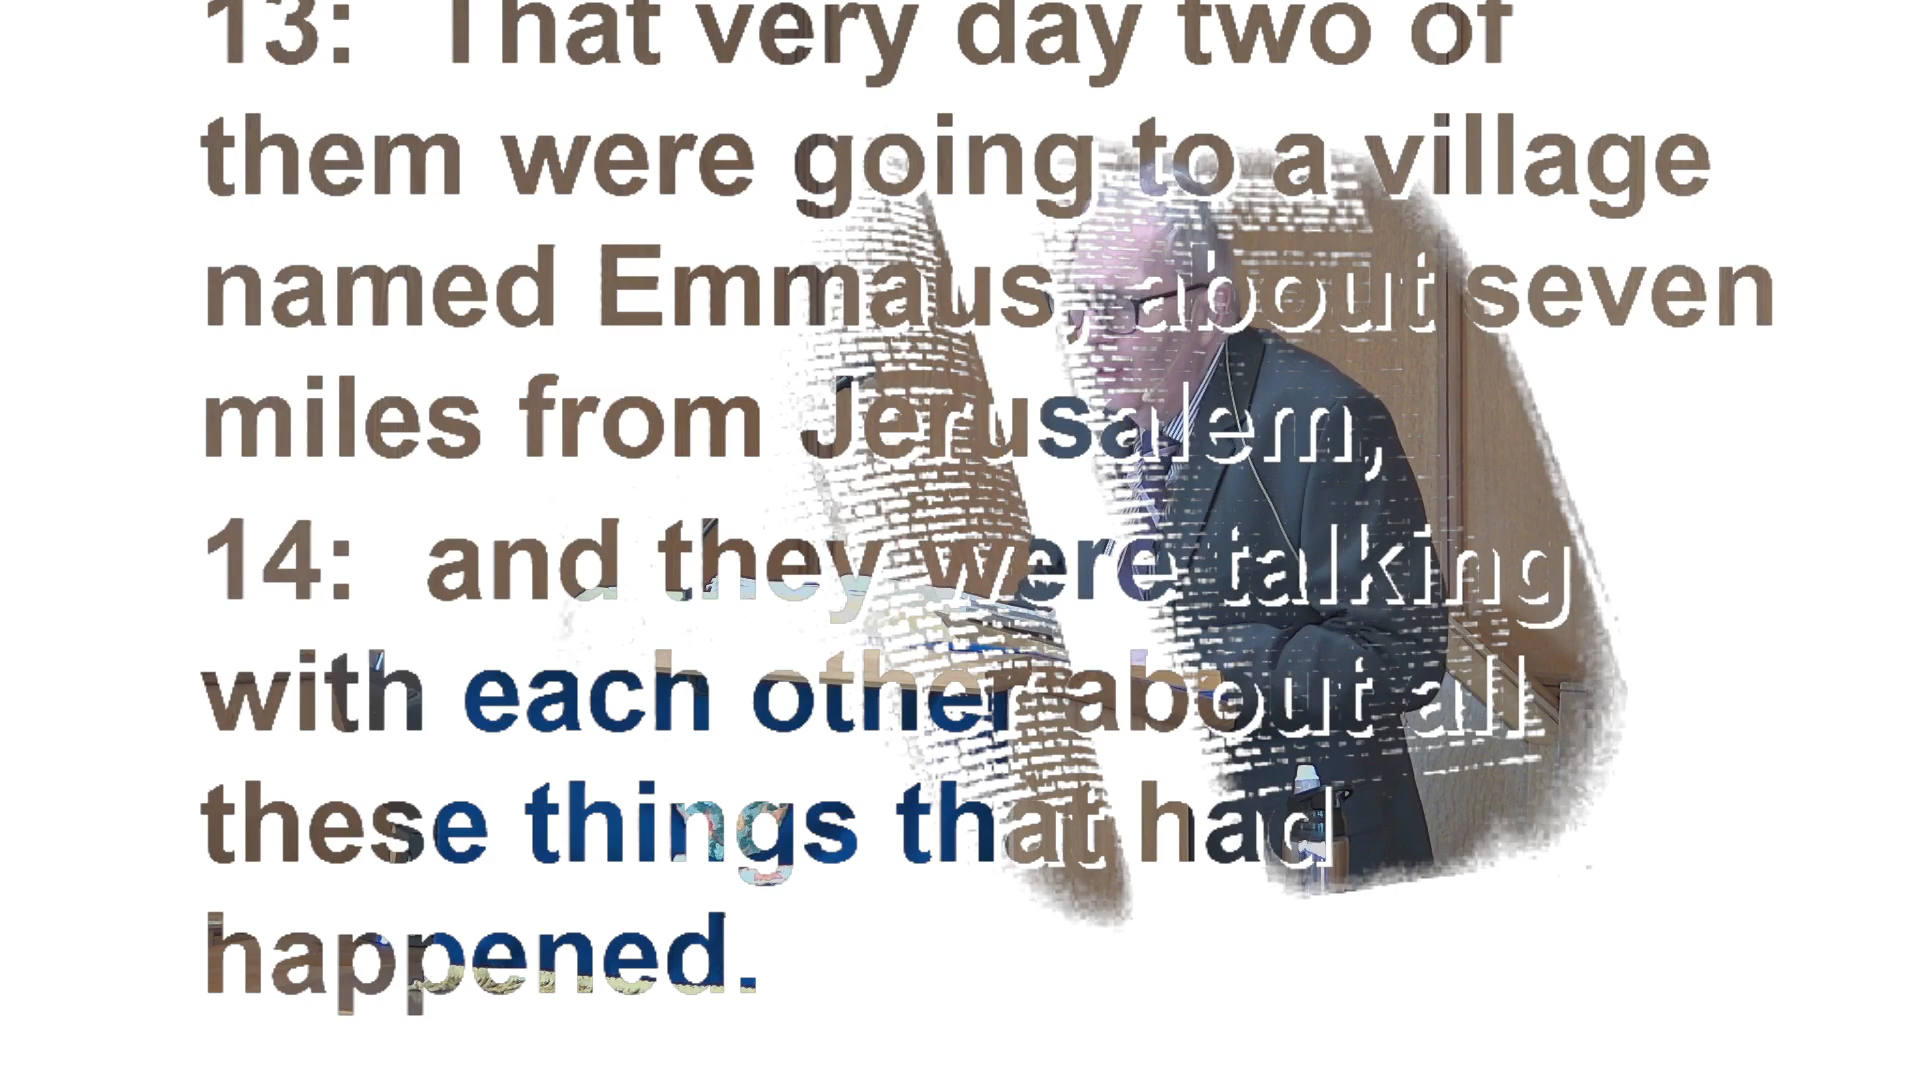 13: That very day two of
them were going to a village
named Emmaus, about seven
miles from Jerusalem,
14: and they were talking
with each other about all
these things that had
happened.